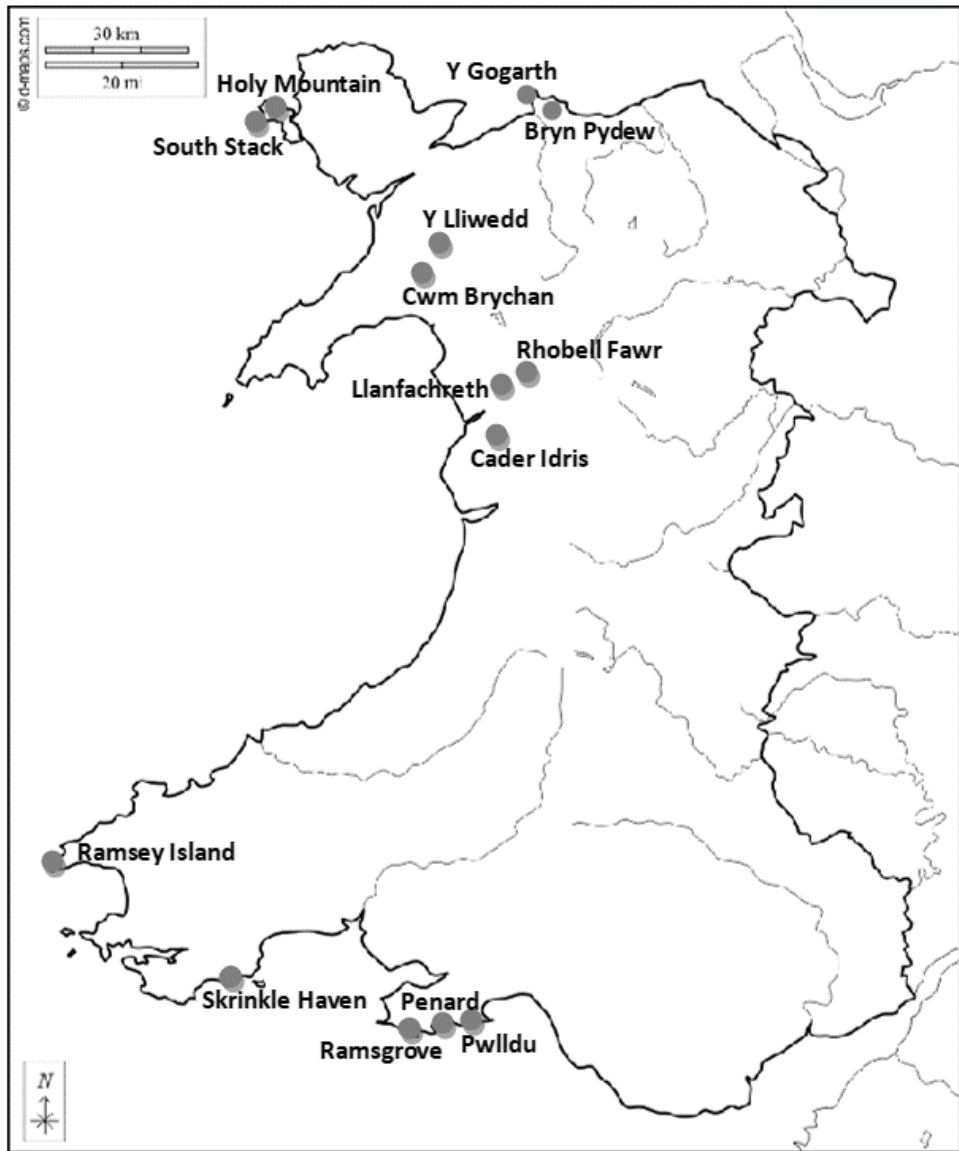 © d-maps.com
30 km
20 mi
Holy Mountain
South Stack
Y Gogarth
Bryn Pydew
Y Lliwedd
Cwm Brychan
Rhobell Fawr
Llanfachreth
Cader Idris
Ramsey Island
Skrinkle Haven
Penard
Ramsgrove
Pwlldu
N